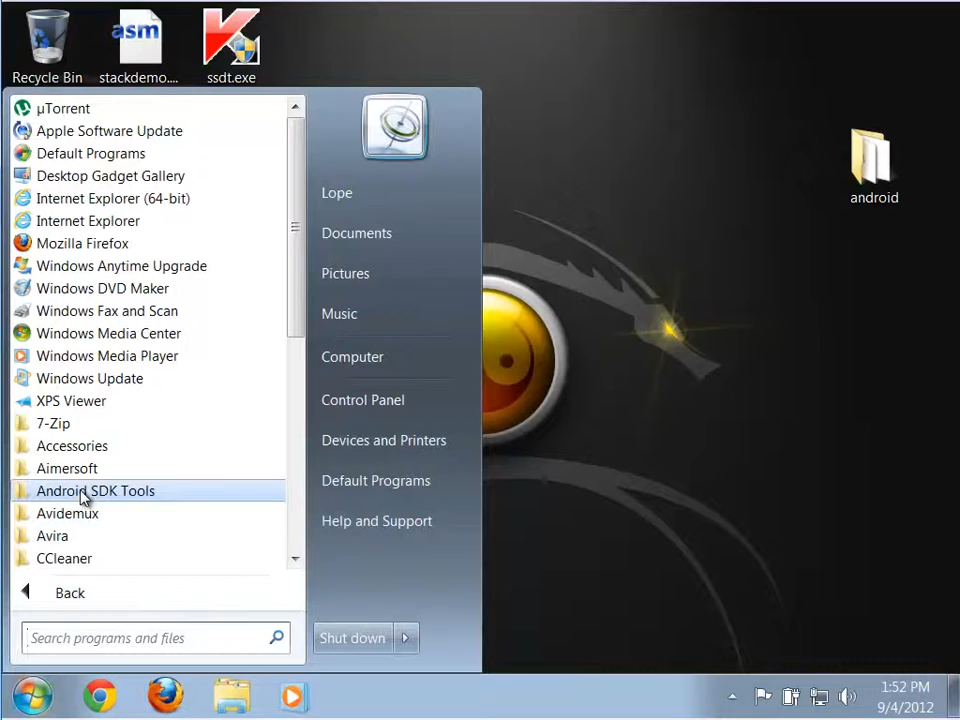 asm
Recycle Bin
stackdemo....
ssdt.exe
µTorrent
Apple Software Update
Default Programs
Desktop Gadget Gallery
Internet Explorer (64-bit)
Internet Explorer
Mozilla Firefox
Windows Anytime Upgrade
Windows DVD Maker
Windows Fax and Scan
Windows Media Center
Windows Media Player
Windows Update
XPS Viewer
7-Zip
Accessories
Aimersoft
Android SDK Tools
Avidemux
Avira
CCleaner
Back
Search programs and files
Lope
Documents
Pictures
Music
Computer
Control Panel
Devices and Printers
Default Programs
Help and Support
Shut down
android
1:52 PM
9/4/2012